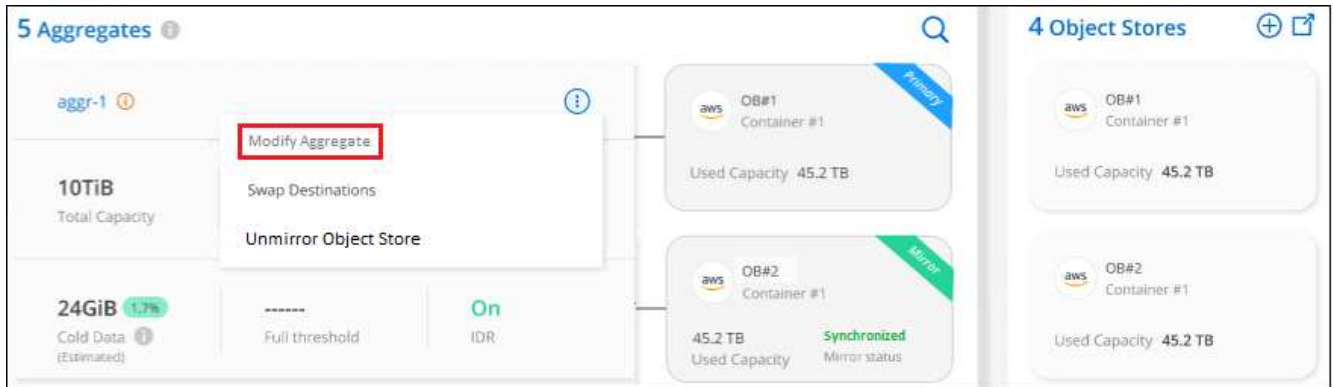 5 Aggregates
4 Object Stores
aggr-1
Modify Aggregate
Swap Destinations
Unmirror Object Store
10TiB
Total Capacity
24GiB 1.7%
Cold Data
(Estimated)
------
Full threshold
On
IDR
Primary
aws
OB#1
Container #1
Used Capacity 45.2 TB
Mirror
aws
OB#2
Container #1
45.2 TB
Used Capacity
Synchronized
Mirror status
aws
OB#1
Container #1
Used Capacity 45.2 TB
aws
OB#2
Container #1
Used Capacity 45.2 TB